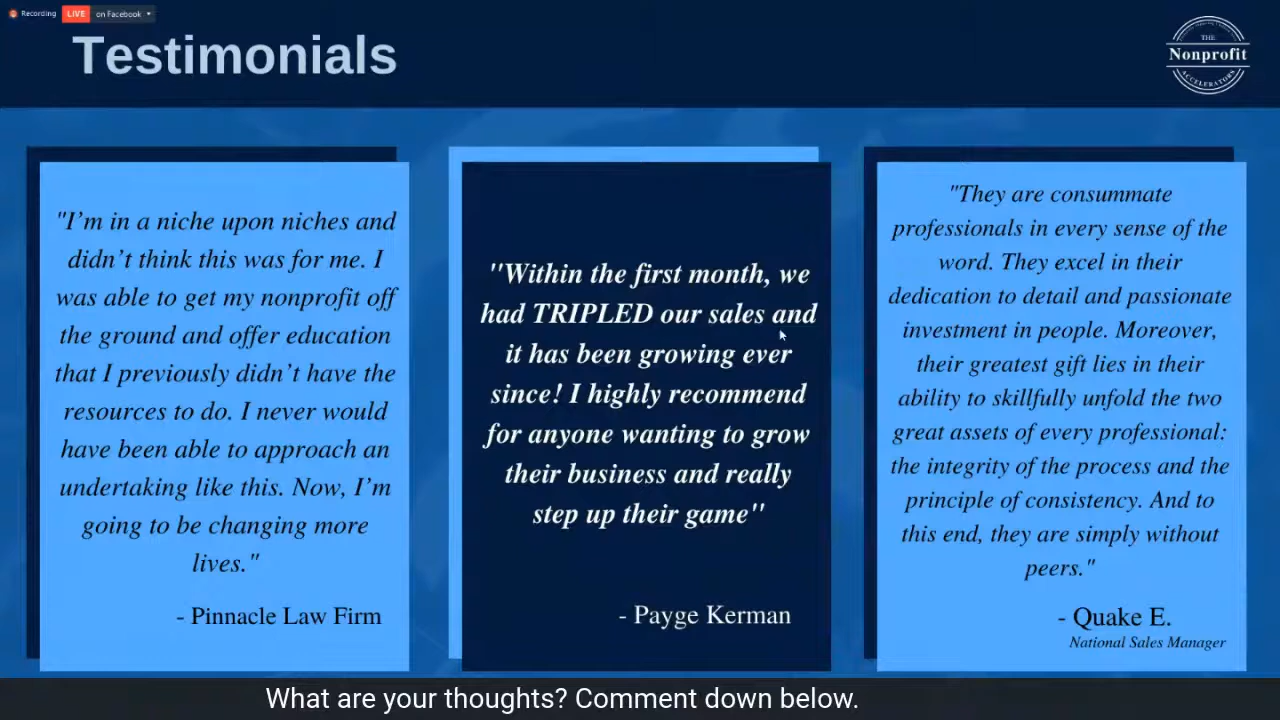 Recording
LIVE
on Facebook
Testimonials
THE
Nonprofit
ACCELERATORS
"I’m in a niche upon niches and
didn’t think this was for me. I
was able to get my nonprofit off
the ground and offer education
that I previously didn’t have the
resources to do. I never would
have been able to approach an
undertaking like this. Now, I’m
going to be changing more
lives."
- Pinnacle Law Firm
"Within the first month, we
had TRIPLED our sales and
it has been growing ever
since! I highly recommend
for anyone wanting to grow
their business and really
step up their game"
- Payge Kerman
"They are consummate
professionals in every sense of the
word. They excel in their
dedication to detail and passionate
investment in people. Moreover,
their greatest gift lies in their
ability to skillfully unfold the two
great assets of every professional:
the integrity of the process and the
principle of consistency. And to
this end, they are simply without
peers."
- Quake E.
National Sales Manager
What are your thoughts? Comment down below.